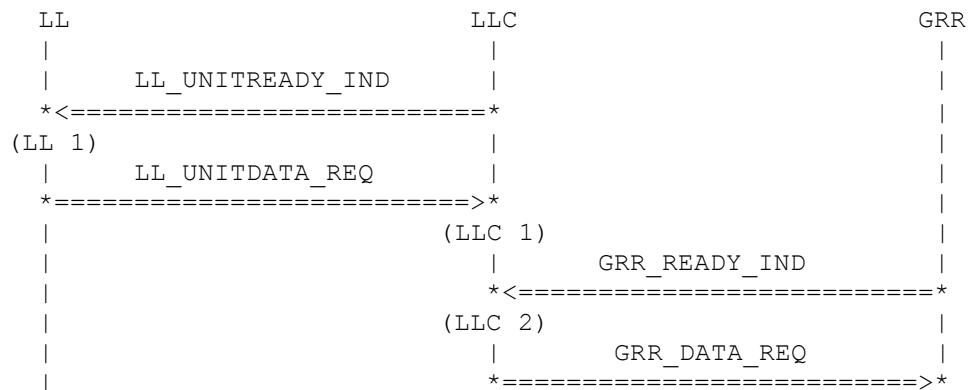 LL LLC GRR
LL_UNITREADY_IND
*<==========================*
(LL 1)
LL_UNITDATA_REQ
*==========================>*
(LLC 1)
GRR_READY_IND
*<==========================*
(LLC 2)
GRR_DATA_REQ
*==========================>*